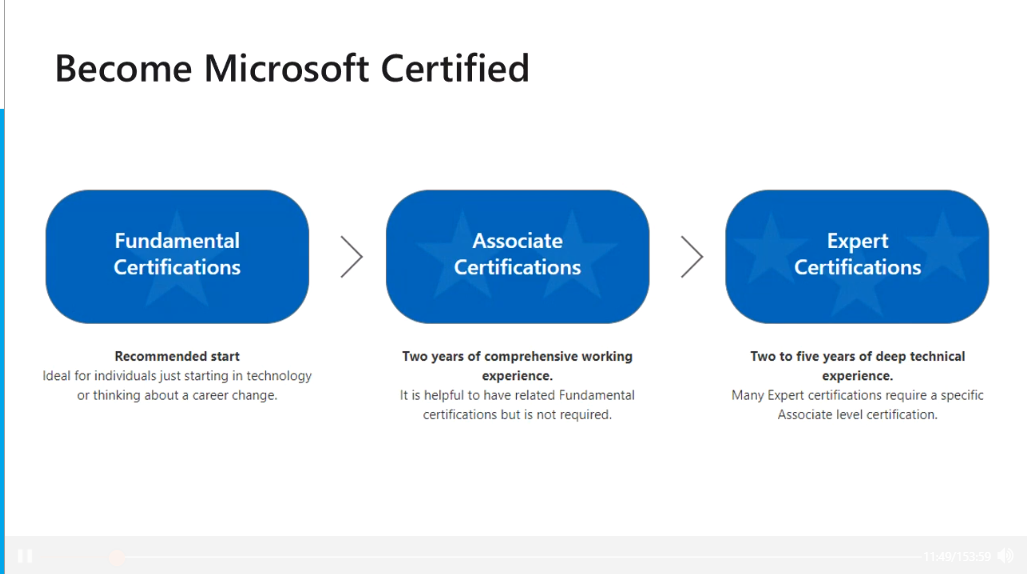 Become Microsoft Certified
Fundamental
Certifications
Associate
Certifications
Expert
Certifications
Recommended start
Ideal for individuals just starting in technology
or thinking about a career change.
Two years of comprehensive working
experience.
It is helpful to have related Fundamental
certifications but is not required.
Two to five years of deep technical
experience.
Many Expert certifications require a specific
Associate level certification.
11:49/153:59